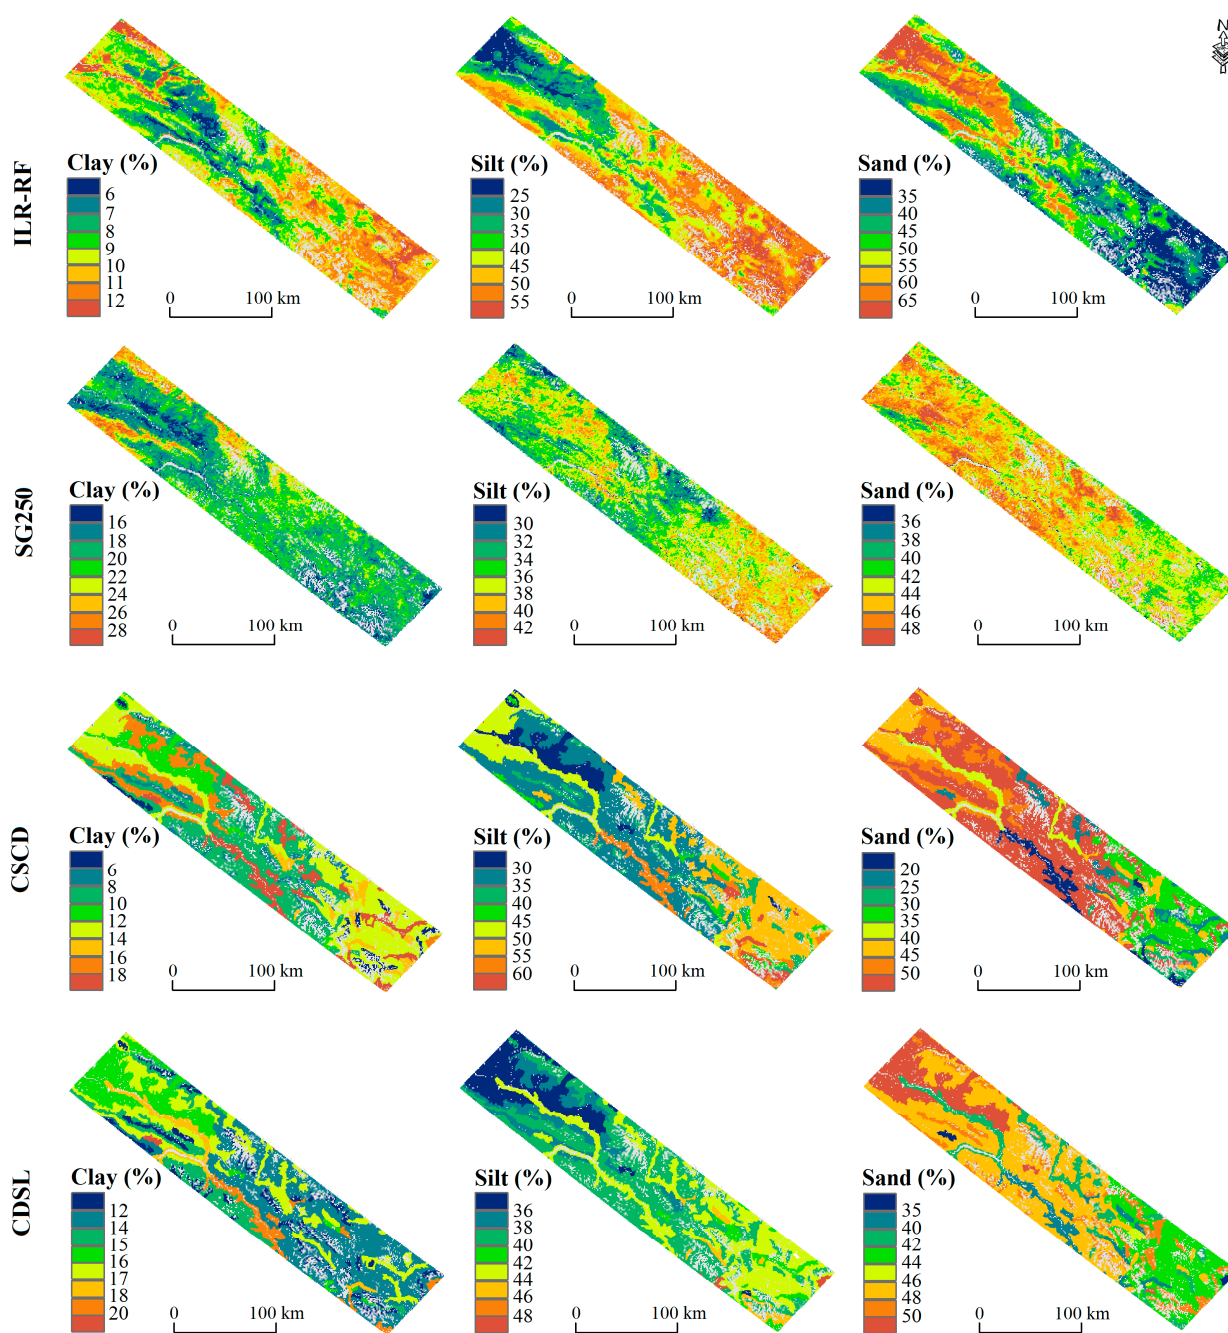 N
ILR-RF
Clay (%)
6
7
8
9
10
11
12
0 100 km
Silt (%)
25
30
35
40
45
50
55
0 100 km
Sand (%)
35
40
45
50
55
60
65
0 100 km
SG250
Clay (%)
16
18
20
22
24
26
28
0 100 km
Silt (%)
30
32
34
36
38
40
42
0 100 km
Sand (%)
36
38
40
42
44
46
48
0 100 km
CSCD
Clay (%)
6
8
10
12
14
16
18
0 100 km
Silt (%)
30
35
40
45
50
55
60
0 100 km
Sand (%)
20
25
30
35
40
45
50
0 100 km
CDSL
Clay (%)
12
14
15
16
17
18
20
0 100 km
Silt (%)
36
38
40
42
44
46
48
0 100 km
Sand (%)
35
40
42
44
46
48
50
0 100 km